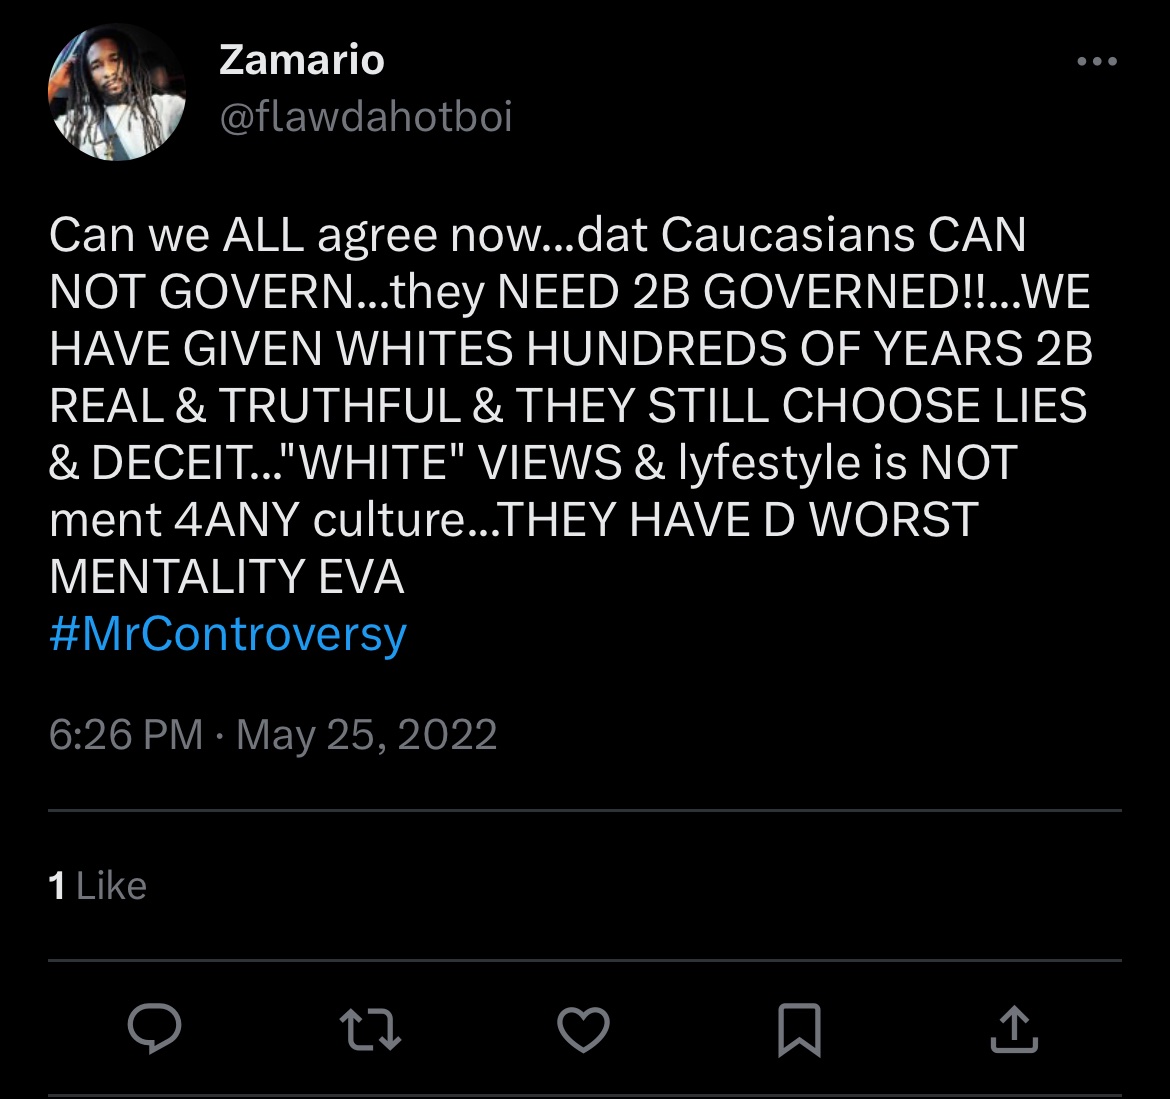 Zamario
@flawdahotboi
Can we ALL agree now...dat Caucasians CAN
NOT GOVERN...they NEED 2B GOVERNED!!...WE
HAVE GIVEN WHITES HUNDREDS OF YEARS 2B
REAL & TRUTHFUL & THEY STILL CHOOSE LIES
& DECEIT..."WHITE" VIEWS & lyfestyle is NOT
ment 4ANY culture...THEY HAVE D WORST
MENTALITY EVA
#MrControversy
6:26 PM · May 25, 2022
1 Like